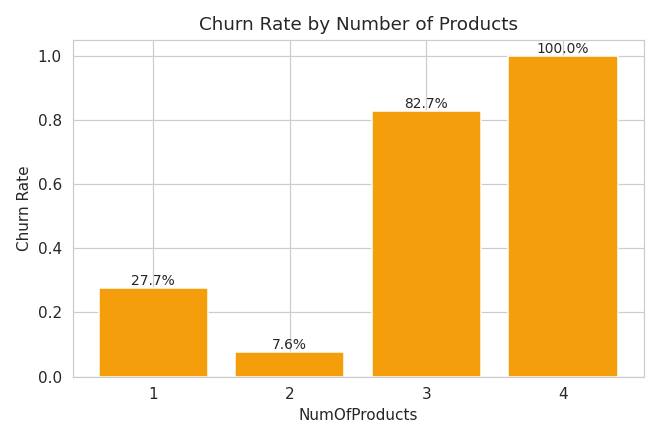 Churn Rate by Number of Products
100.0%
82.7%
27.7%
7.6%
1.0
0.8
0.6
0.4
0.2
0.0
Churn Rate
1 2 3 4
NumOfProducts